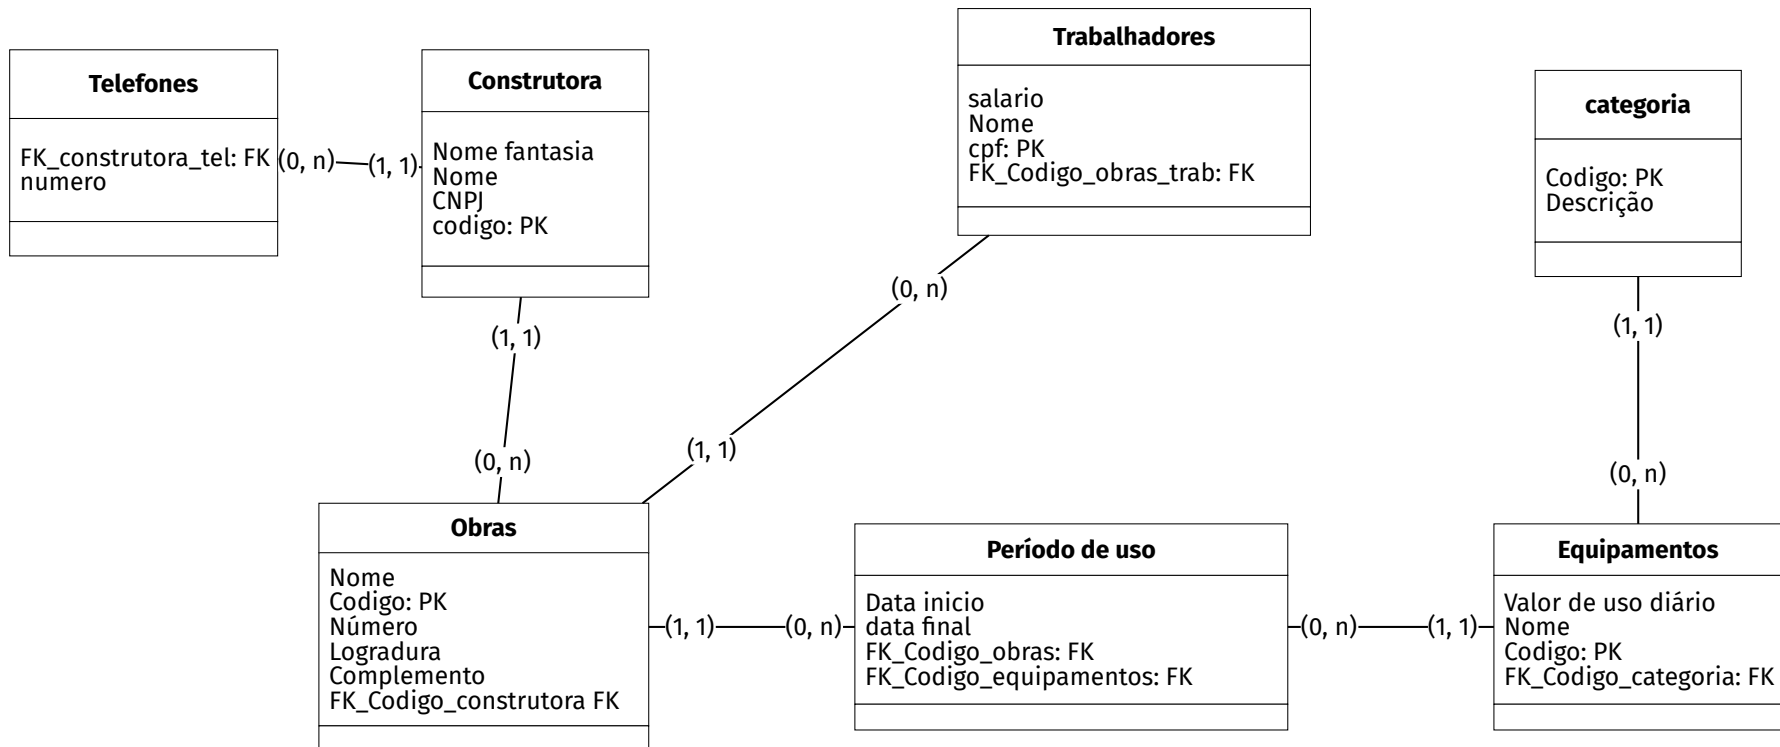 Telefones
FK_construtora_tel: FK
numero
(0, n)
(1, 1)
Construtora
Nome fantasia
Nome
CNPJ
codigo: PK
Trabalhadores
salario
Nome
cpf: PK
FK_Codigo_obras_trab: FK
categoria
Codigo: PK
Descrição
(1, 1)
(0, n)
(0, n)
(1, 1)
(1, 1)
(0, n)
Obras
Nome
Codigo: PK
Número
Logradura
Complemento
FK_Codigo_construtora FK
(1, 1)
(0, n)
Período de uso
Data inicio
data final
FK_Codigo_obras: FK
FK_Codigo_equipamentos: FK
(0, n)
(1, 1)
Equipamentos
Valor de uso diário
Nome
Codigo: PK
FK_Codigo_categoria: FK